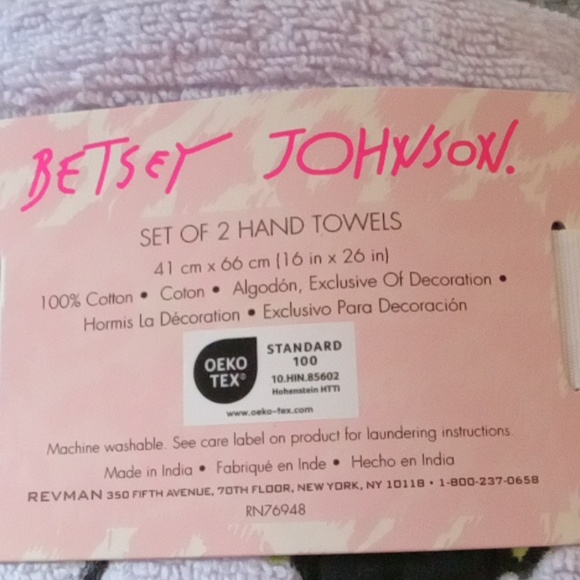 BETSEY JOHNSON.
SET OF 2 HAND TOWELS
41 cm x 66 cm (16 in x 26 in)
100% Cotton • Coton • Algodón, Exclusive Of Decoration •
Hormis La Décoration • Exclusivo Para Decoración
OEKO
TEX®
STANDARD
100
10.HIN.85602
Hohenstein HTTI
www.oeko-tex.com
Machine washable. See care label on product for laundering instructions.
Made in India • Fabriqué en Inde • Hecho en India
REVMAN 350 FIFTH AVENUE, 70TH FLOOR, NEW YORK, NY 10118 • 1-800-237-0658
RN76948